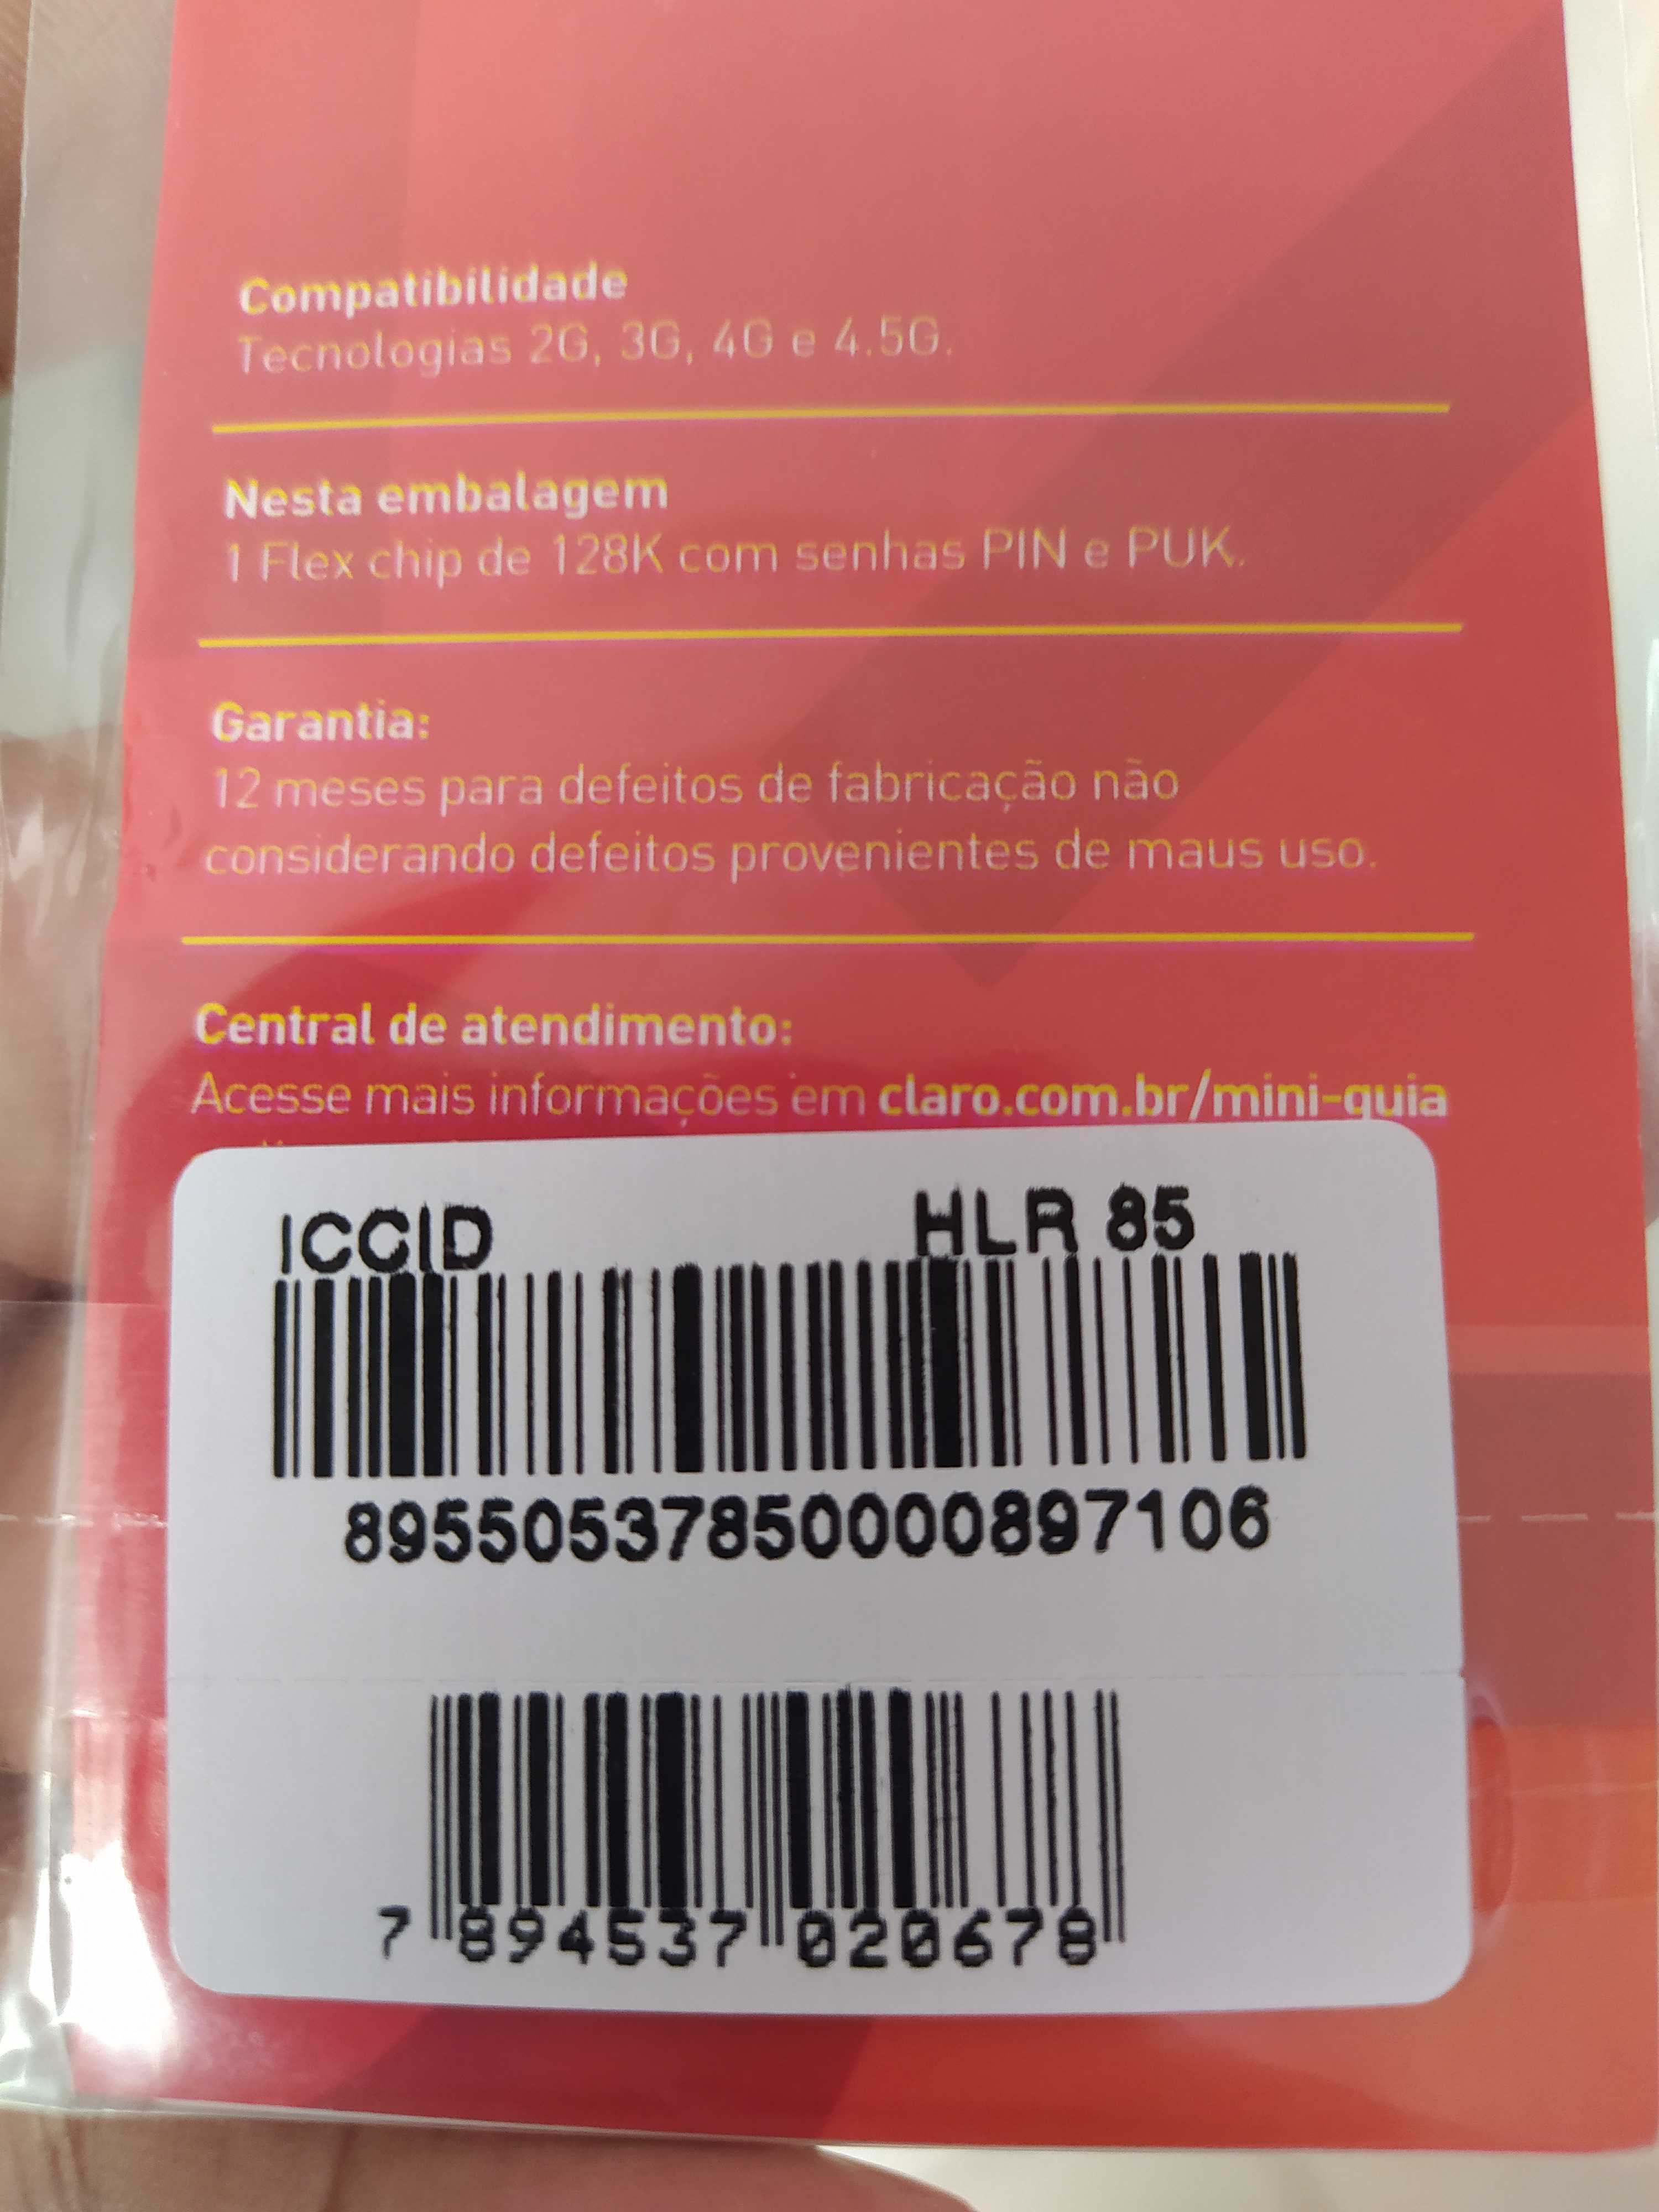 Compatibilidade
Tecnologias 2G, 3G, 4G e 4.5G.
Nesta embalagem
1 Flex chip de 128K com senhas PIN e PUK.
Garantia:
12 meses para defeitos de fabricação não
considerando defeitos provenientes de maus uso.
Central de atendimento:
Acesse mais informações em claro.com.br/mini-guia
ICCID HLR 85
89550537850000897106
7 894537 020678